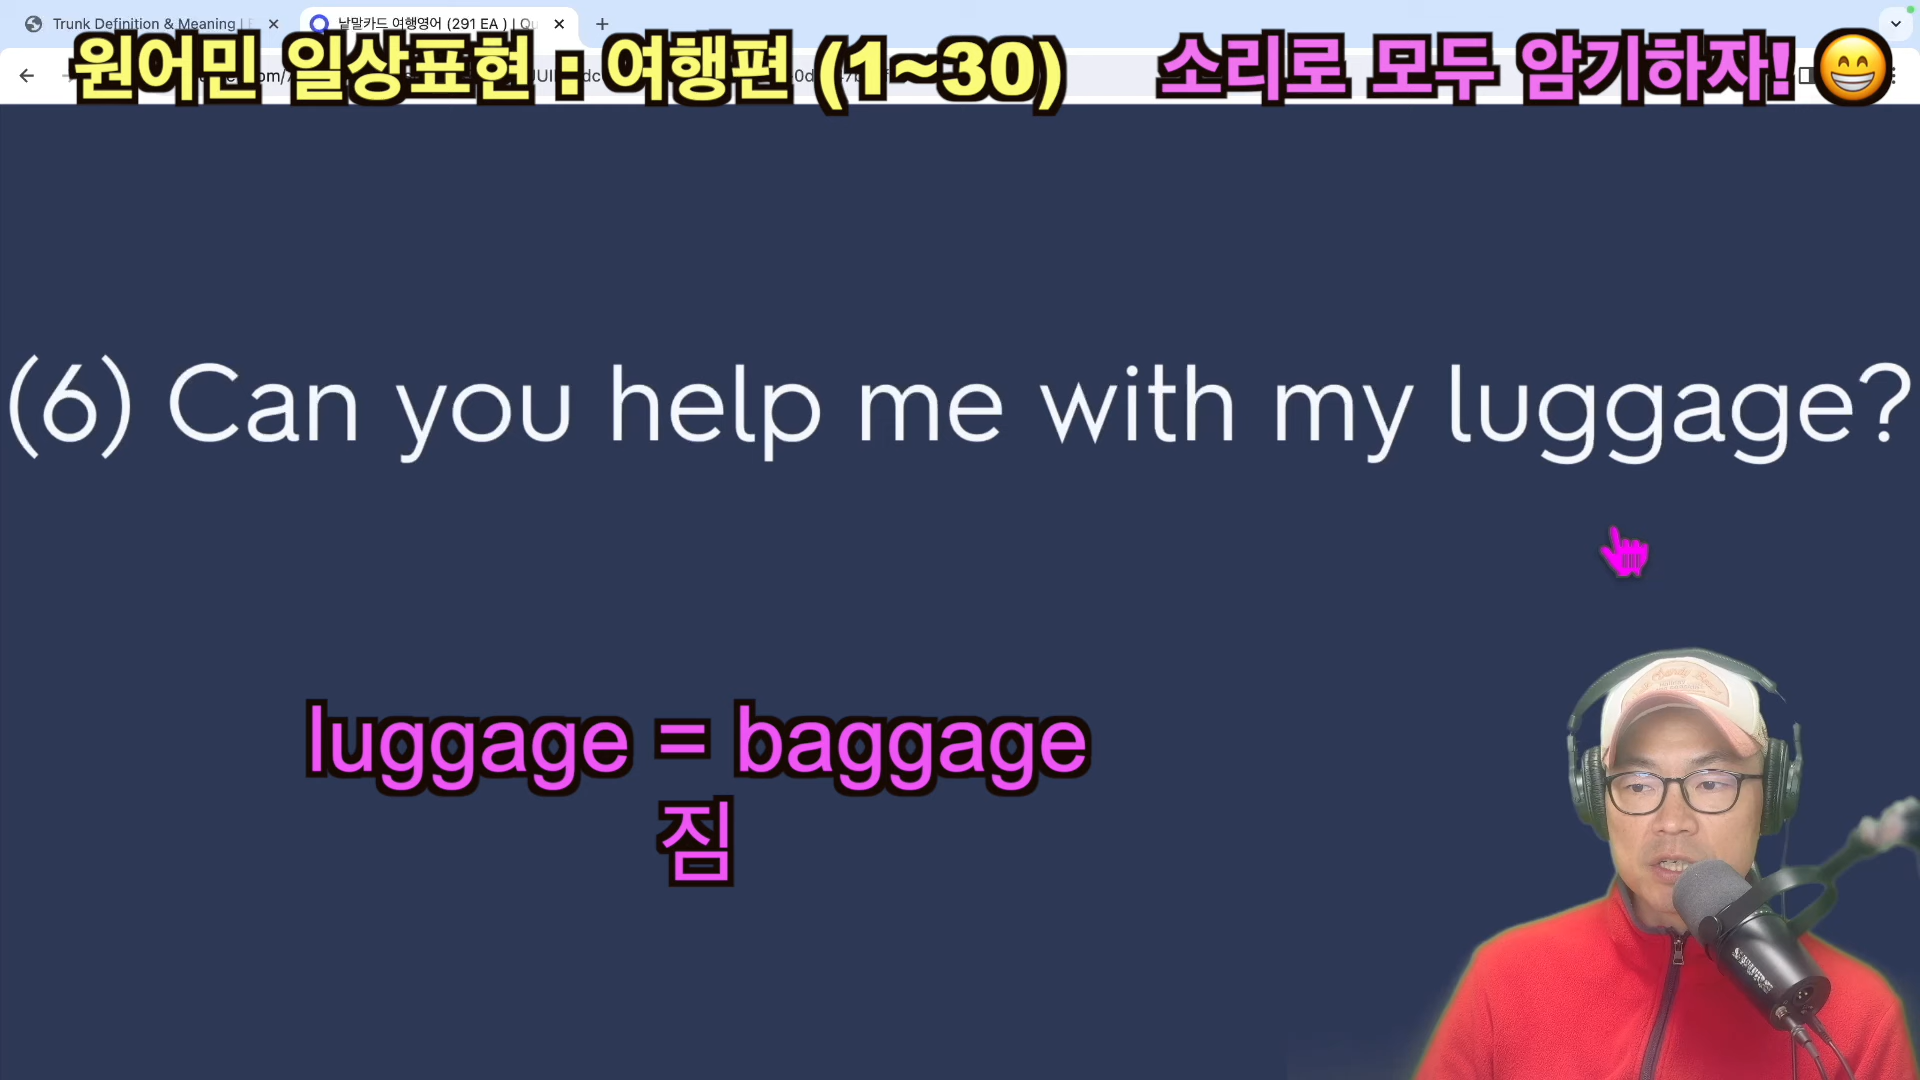 Trunk Definition & Meaning |
낱말카드 여행영어 (291 EA ) | Qu
원어민 일상표현 : 여행편 (1~30)
소리로 모두 암기하자!
(6) Can you help me with my luggage?
luggage = baggage
짐